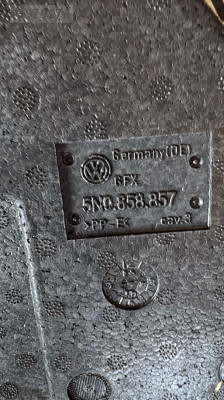 Germany(DE)
GFX
5N0.858.857
>PP-E<
cav.3